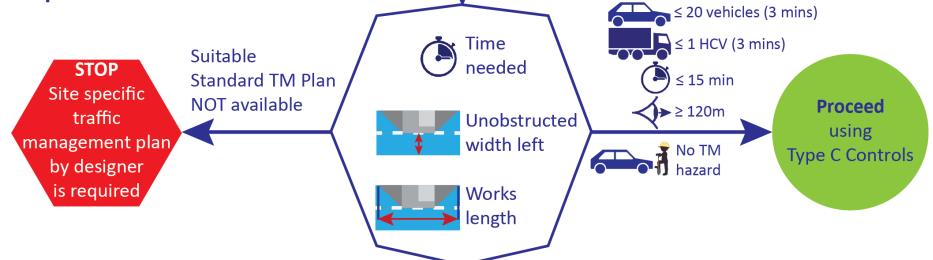 STOP
Site specific
traffic
management plan
by designer
is required
Suitable
Standard TM Plan
NOT available
Time
needed
Unobstructed
width left
Works
length
≤ 20 vehicles (3 mins)
≤ 1 HCV (3 mins)
≤ 15 min
≥ 120m
No TM
hazard
Proceed
using
Type C Controls